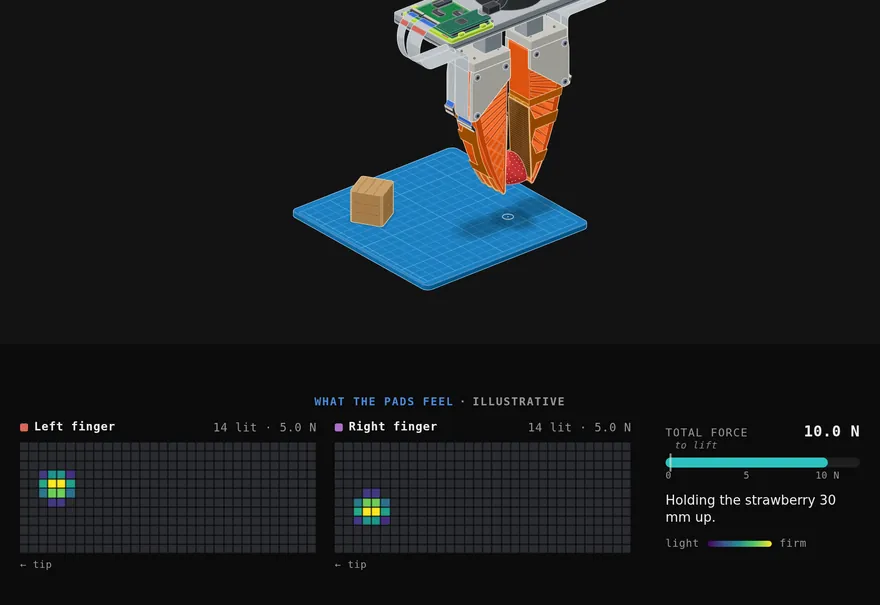 WHAT THE PADS FEEL · ILLUSTRATIVE
Left finger
14 lit · 5.0 N
← tip
Right finger
14 lit · 5.0 N
← tip
TOTAL FORCE
10.0 N
to lift
0 5 10 N
Holding the strawberry 30
mm up.
light firm